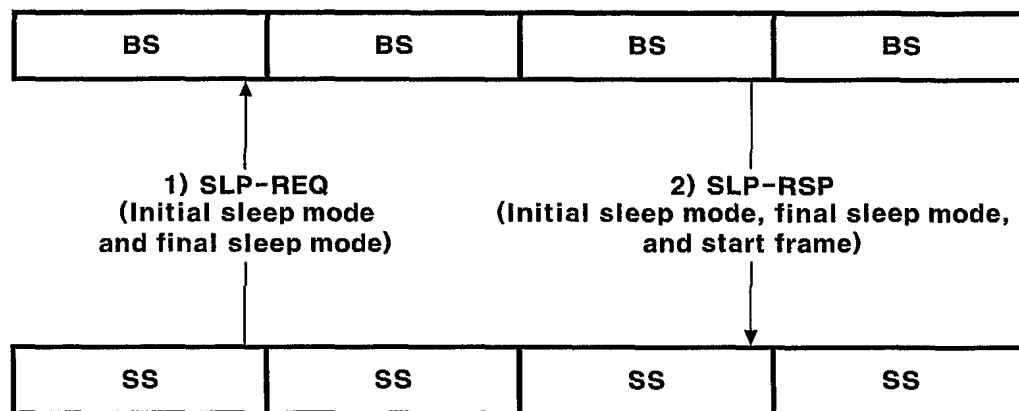 BS BS BS BS
1) SLP-REQ
(Initial sleep mode
and final sleep mode)
2) SLP-RSP
(Initial sleep mode, final sleep mode,
and start frame)
SS SS SS SS